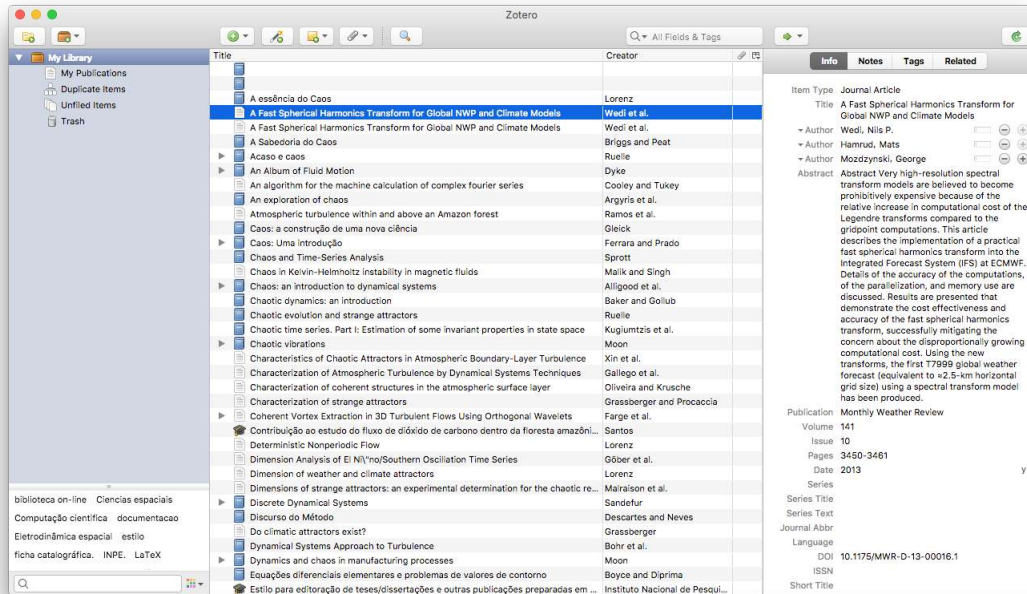 Zotero
All Fields & Tags
My Library
My Publications
Duplicate Items
Unfiled Items
Trash
biblioteca on-line Ciencias espaciais
Computação cientifica documentacao
Eletrodinâmica espacial estilo
ficha catalográfica. INPE. LaTeX
Title Creator
A essência do Caos Lorenz
A Fast Spherical Harmonics Transform for Global NWP and Climate Models Wedi et al.
A Fast Spherical Harmonics Transform for Global NWP and Climate Models Wedi et al.
A Sabedoria do Caos Briggs and Peat
Acaso e caos Ruelle
An Album of Fluid Motion Dyke
An algorithm for the machine calculation of complex fourier series Cooley and Tukey
An exploration of chaos Argyris et al.
Atmospheric turbulence within and above an Amazon forest Ramos et al.
Caos: a construção de uma nova ciência Gleick
Caos: Uma introdução Ferrara and Prado
Chaos and Time-Series Analysis Sprott
Chaos in Kelvin-Helmholtz instability in magnetic fluids Malik and Singh
Chaos: an introduction to dynamical systems Alligood et al.
Chaotic dynamics: an introduction Baker and Gollub
Chaotic evolution and strange attractors Ruelle
Chaotic time series. Part I: Estimation of some invariant properties in state space Kugiumtzis et al.
Chaotic vibrations Moon
Characteristics of Chaotic Attractors in Atmospheric Boundary-Layer Turbulence Xin et al.
Characterization of Atmospheric Turbulence by Dynamical Systems Techniques Gallego et al.
Characterization of coherent structures in the atmospheric surface layer Oliveira and Krusche
Characterization of strange attractors Grassberger and Procaccia
Coherent Vortex Extraction in 3D Turbulent Flows Using Orthogonal Wavelets Farge et al.
Contribuição ao estudo do fluxo de dióxido de carbono dentro da floresta amazôni... Santos
Deterministic Nonperiodic Flow Lorenz
Dimension Analysis of El Ni\"no/Southern Oscillation Time Series Göber et al.
Dimension of weather and climate attractors Lorenz
Dimensions of strange attractors: an experimental determination for the chaotic re... Malraison et al.
Discrete Dynamical Systems Sandefur
Discurso do Método Descartes and Neves
Do climatic attractors exist? Grassberger
Dynamical Systems Approach to Turbulence Bohr et al.
Dynamics and chaos in manufacturing processes Moon
Equações diferenciais elementares e problemas de valores de contorno Boyce and Diprima
Estilo para editoração de teses/dissertações e outras publicações preparadas em ... Instituto Nacional de Pesqui...
Info Notes Tags Related
Item Type Journal Article
Title A Fast Spherical Harmonics Transform for
Global NWP and Climate Models
Author Wedi, Nils P.
Author Hamrud, Mats
Author Mozdzynski, George
Abstract Abstract Very high-resolution spectral
transform models are believed to become
prohibitively expensive because of the
relative increase in computational cost of the
Legendre transforms compared to the
gridpoint computations. This article
describes the implementation of a practical
fast spherical harmonics transform into the
Integrated Forecast System (IFS) at ECMWF.
Details of the accuracy of the computations,
of the parallelization, and memory use are
discussed. Results are presented that
demonstrate the cost effectiveness and
accuracy of the fast spherical harmonics
transform, successfully mitigating the
concern about the disproportionally growing
computational cost. Using the new
transforms, the first T7999 global weather
forecast (equivalent to ≈2.5-km horizontal
grid size) using a spectral transform model
has been produced.
Publication Monthly Weather Review
Volume 141
Issue 10
Pages 3450-3461
Date 2013 y
Series
Series Title
Series Text
Journal Abbr
Language
DOI 10.1175/MWR-D-13-00016.1
ISSN
Short Title